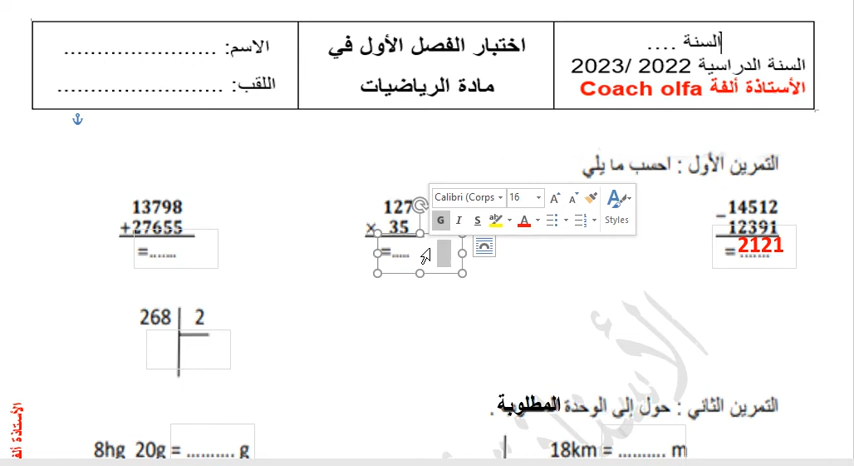 السنة ....
السنة الدراسية 2022 /2023
الأستاذة ألفة Coach olfa
اختبار الفصل الأول في
مادة الرياضيات
الاسم: .......................
اللقب: .........................
التمرين الأول : احسب ما يلي
Calibri (Corps 16
G I S ab A Styles
_ 14512
12391
2121
= .......
127
× 35
=.....
13798
+27655
=.......
268 2
التمرين الثاني : حول إلى الوحدة المطلوبة .
18km = .......... m
8hg 20g = .......... g